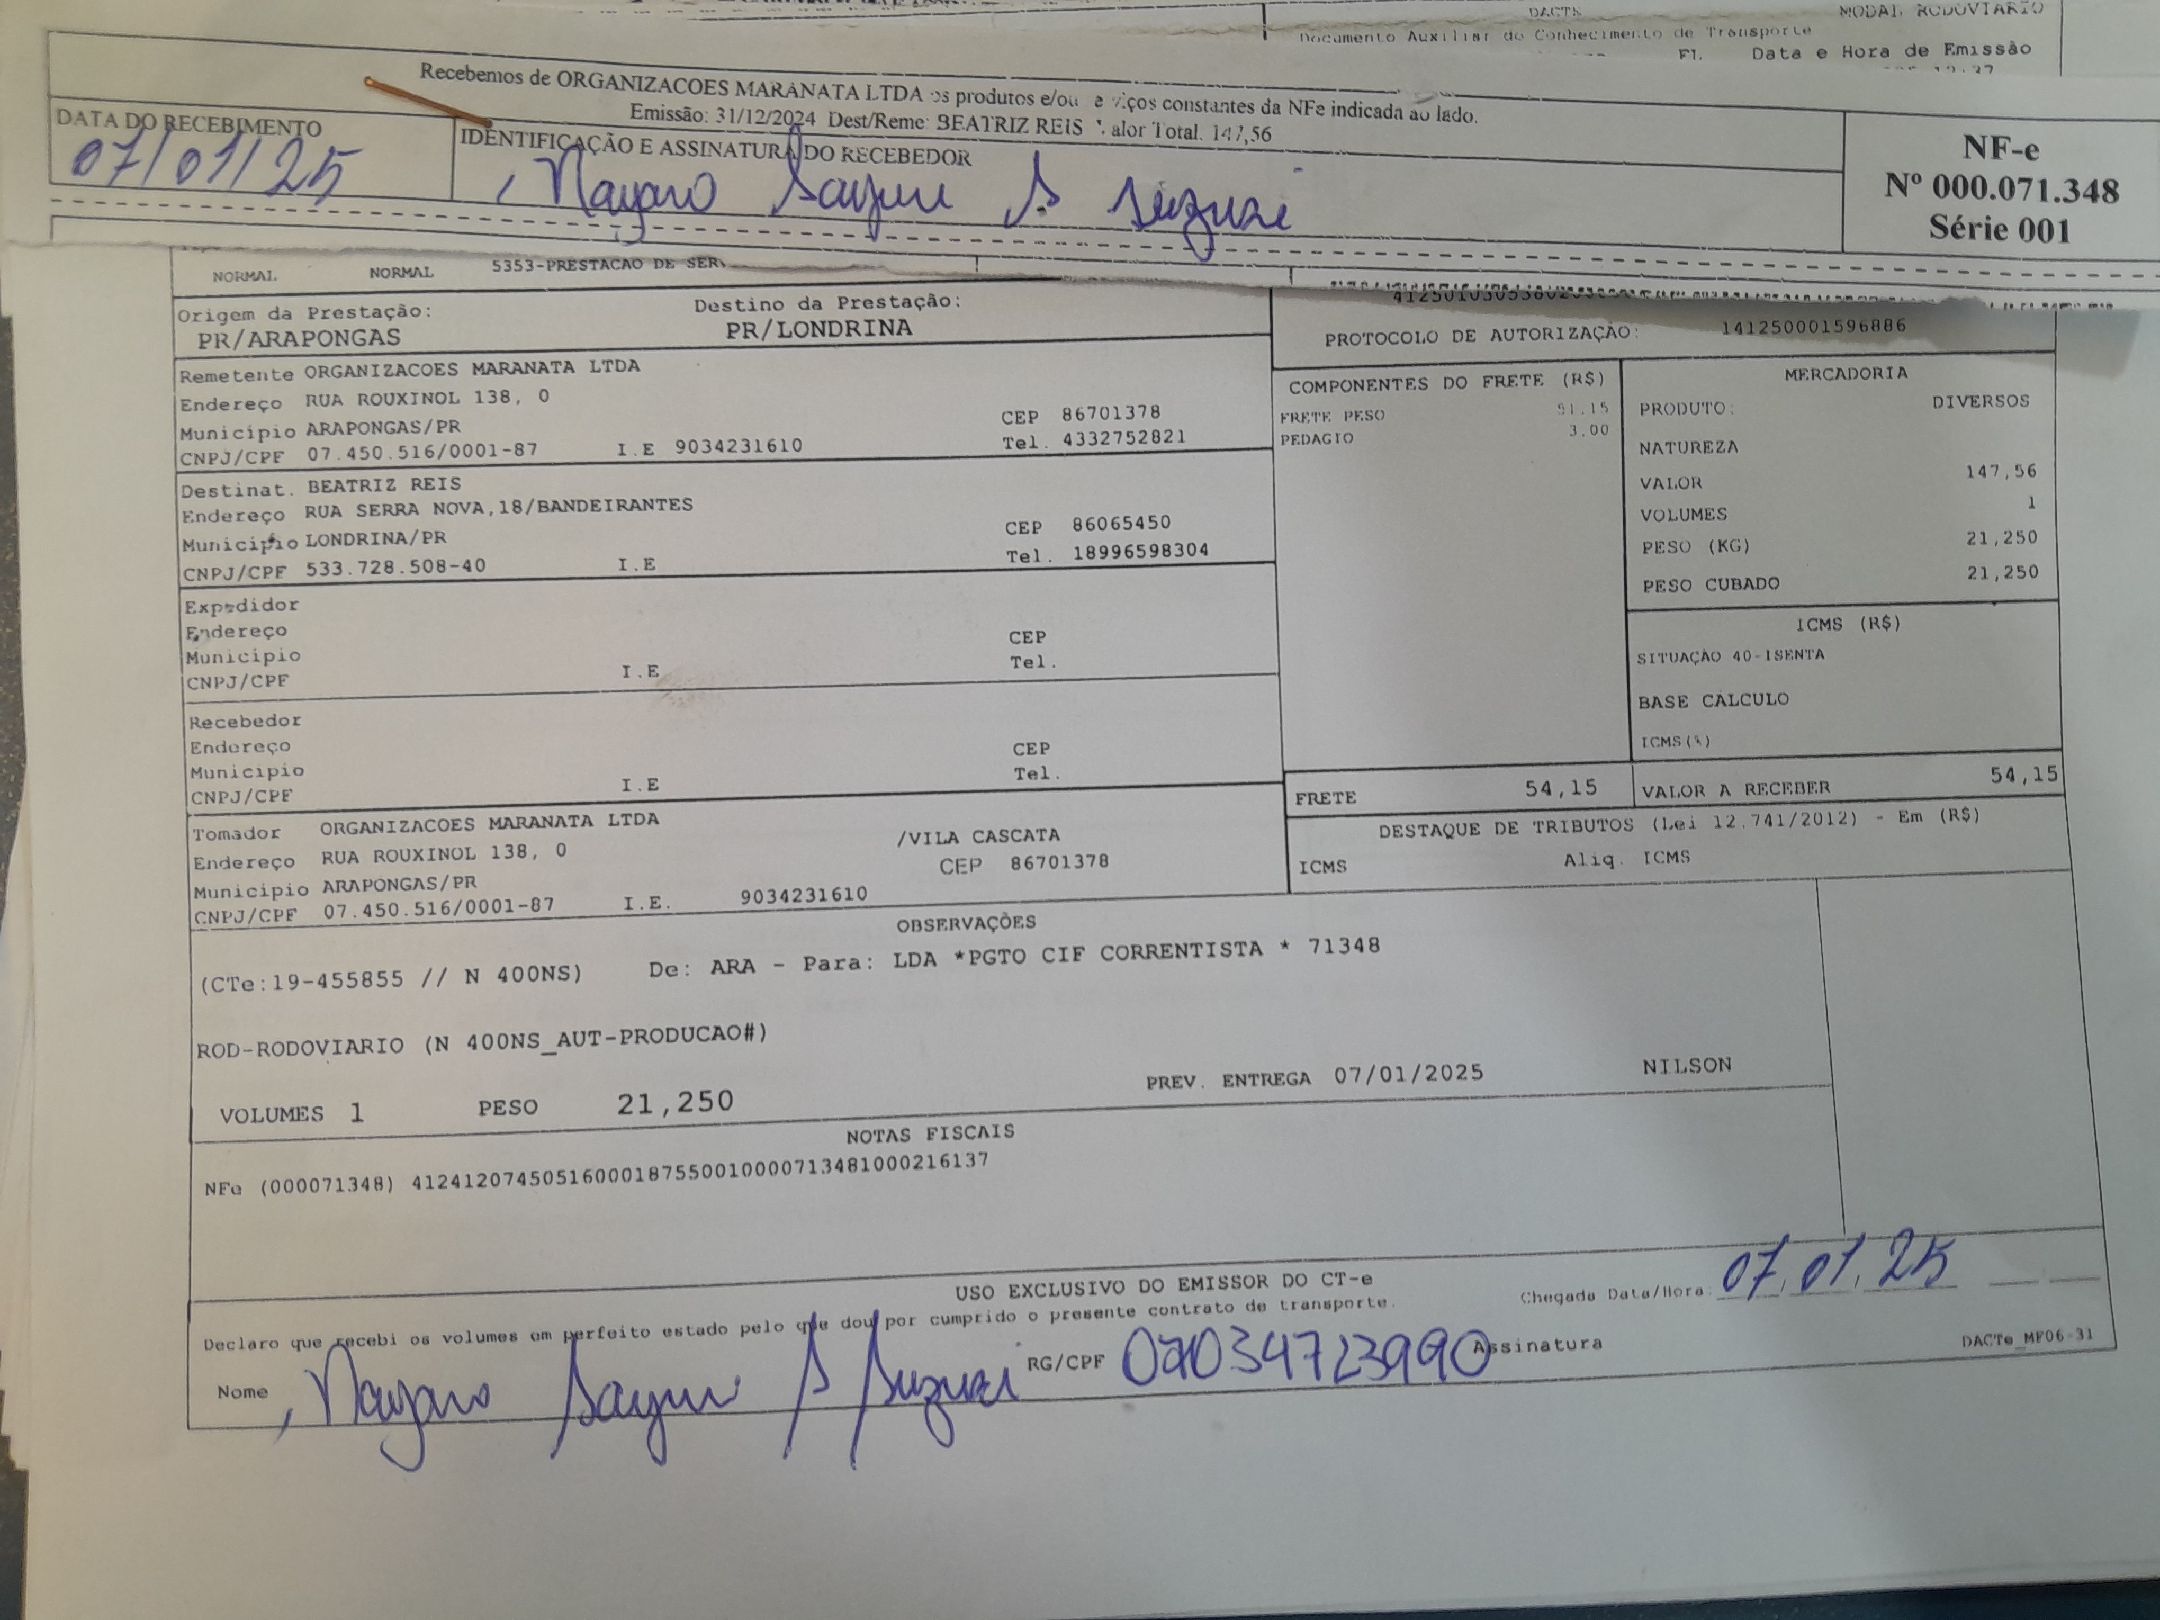 DACTE MODAL RODOVIARIO
Documento Auxiliar do Conhecimento de Transporte
Fl. Data e Hora de Emissão
Recebemos de ORGANIZACOES MARANATA LTDA os produtos e/ou constantes da NFe indicada ao lado.
Emissão: 31/12/2024 Dest/Reme: BEATRIZ REIS Valor Total. 147,56
DATA DO RECEBIMENTO
07/01/25
IDENTIFICAÇÃO E ASSINATURA DO RECEBEDOR
NF-e
Nº 000.071.348
Série 001
NORMAL NORMAL 5353-PRESTACAO DE SER
Origem da Prestação: Destino da Prestação:
PR/ARAPONGAS PR/LONDRINA
PROTOCOLO DE AUTORIZAÇÃO: 141250001596886
Remetente ORGANIZACOES MARANATA LTDA
Endereço RUA ROUXINOL 138, 0 CEP 86701378
Município ARAPONGAS/PR Tel. 4332752821
CNPJ/CPF 07.450.516/0001-87 I.E 9034231610
COMPONENTES DO FRETE (R$)
FRETE PESO
PEDAGIO 3.00
MERCADORIA
PRODUTO: DIVERSOS
NATUREZA
VALOR 147,56
VOLUMES 1
PESO (KG) 21,250
PESO CUBADO 21,250
Destinat. BEATRIZ REIS
Endereço RUA SERRA NOVA,18/BANDEIRANTES CEP 86065450
Município LONDRINA/PR Tel. 18996598304
CNPJ/CPF 533.728.508-40 I.E
Expedidor
Endereço CEP
Município Tel.
CNPJ/CPF I.E
ICMS (R$)
SITUAÇÃO 40-ISENTA
BASE CALCULO
ICMS(%)
Recebedor
Endereço CEP
Município Tel.
CNPJ/CPF I.E
FRETE 54,15 VALOR A RECEBER 54,15
Tomador ORGANIZACOES MARANATA LTDA /VILA CASCATA
Endereço RUA ROUXINOL 138, 0 CEP 86701378
Municipio ARAPONGAS/PR
CNPJ/CPF 07.450.516/0001-87 I.E. 9034231610
DESTAQUE DE TRIBUTOS (Lei 12.741/2012) - Em (R$)
ICMS Aliq. ICMS
OBSERVAÇÕES
(CTe:19-455855 // N 400NS) De: ARA - Para: LDA *PGTO CIF CORRENTISTA * 71348
ROD-RODOVIARIO (N 400NS_AUT-PRODUCAO#)
VOLUMES 1 PESO 21,250 PREV. ENTREGA 07/01/2025 NILSON
NOTAS FISCAIS
NFe (000071348) 41241207450516000187550010000713481000216137
USO EXCLUSIVO DO EMISSOR DO CT-e
Declaro que recebi os volumes em perfeito estado pelo que dou por cumprido o presente contrato de transporte.
Chegada Data/Hora: 07/01/25
Nome RG/CPF 07034723990 Assinatura
DACTe_MF06-31